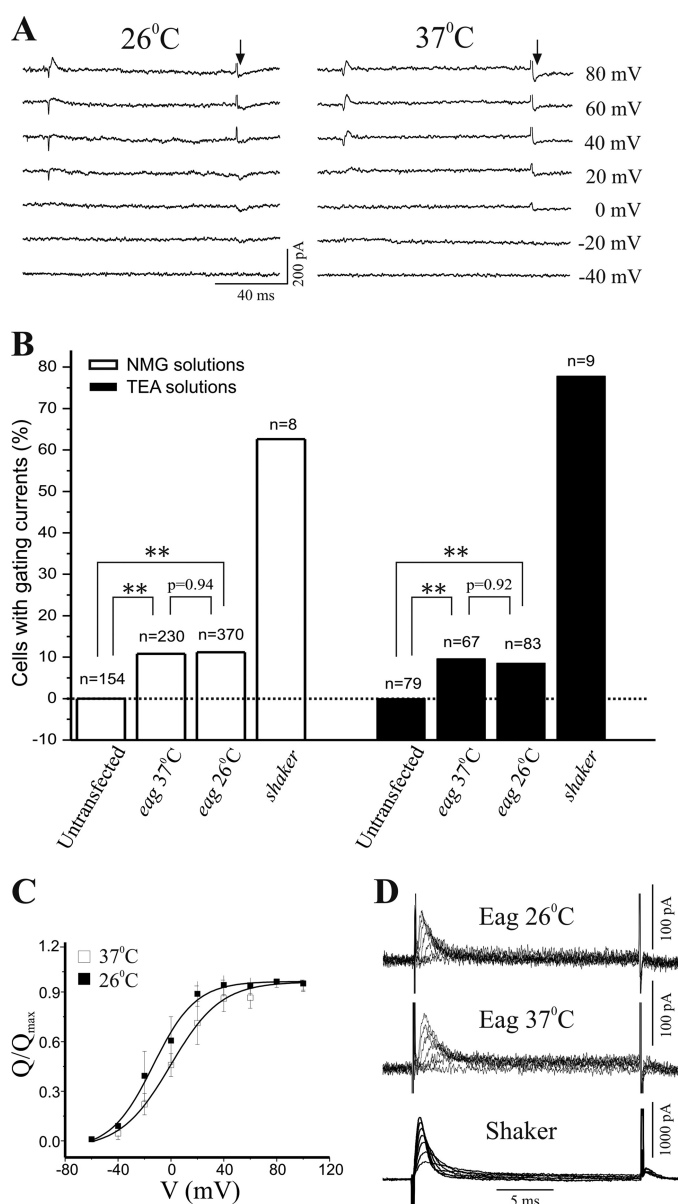 A
26⁰C 37⁰C
80 mV
60 mV
40 mV
20 mV
0 mV
-20 mV
-40 mV
200 pA
40 ms
B
NMG solutions
TEA solutions
Cells with gating currents (%)
80
70
60
50
40
30
20
10
0
-10
n=154
n=230
n=370
n=8
n=79
n=67
n=83
n=9
** ** p=0.94
** ** p=0.92
Untransfected
eag 37⁰C
eag 26⁰C
shaker
Untransfected
eag 37⁰C
eag 26⁰C
shaker
C
37⁰C
26⁰C
Q/Qmax
1.2
0.9
0.6
0.3
0.0
-80 -40 0 40 80 120
V (mV)
D
Eag 26⁰C
100 pA
Eag 37⁰C
100 pA
Shaker
1000 pA
5 ms